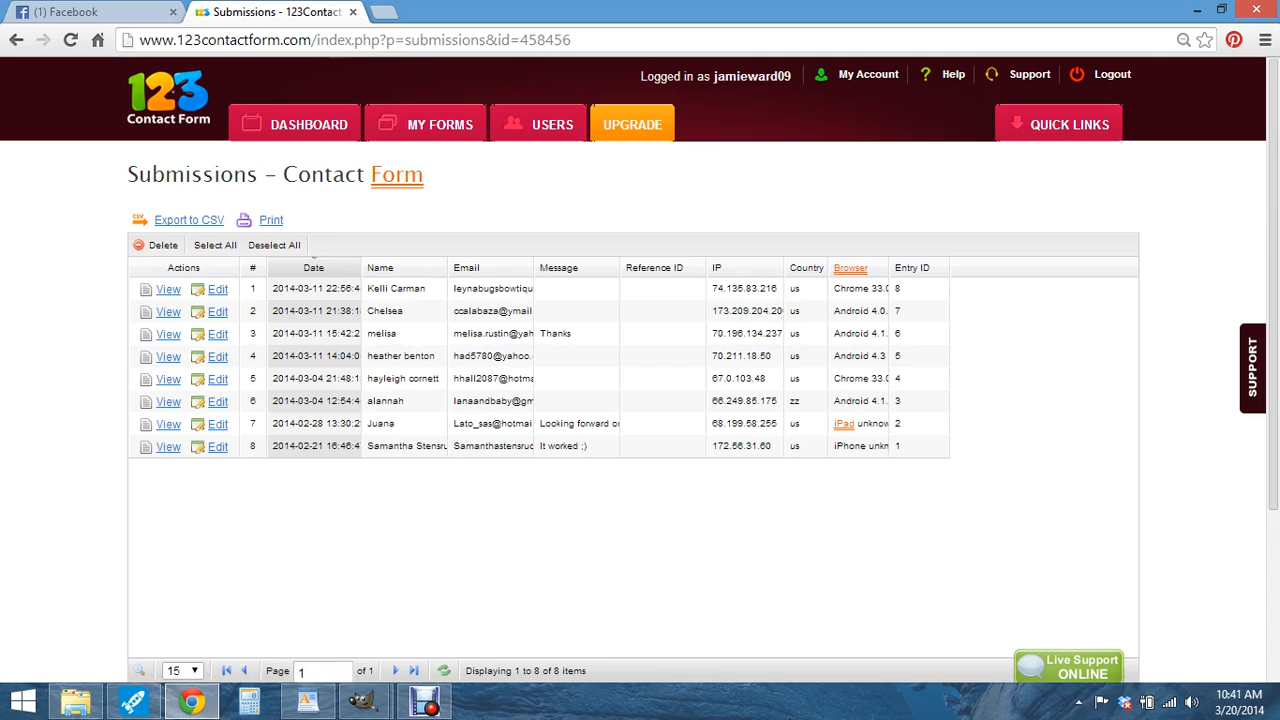 (1) Facebook
Submissions - 123Contact
www.123contactform.com/index.php?p=submissions&id=458456
123
Contact Form
Logged in as jamieward09 My Account Help Support Logout
DASHBOARD MY FORMS USERS UPGRADE QUICK LINKS
Submissions – Contact Form
CSV Export to CSV Print
Delete Select All Deselect All
Actions # Date Name Email Message Reference ID IP Country Browser Entry ID
View Edit 1 2014-03-11 22:56:4 Kelli Carman leynabugsbowtiqu 74.135.83.216 us Chrome 33.0 8
View Edit 2 2014-03-11 21:38:1 Chelsea ccalabaza@ymail 173.209.204.20 us Android 4.0. 7
View Edit 3 2014-03-11 15:42:2 melisa melisa.rustin@yah Thanks 70.196.134.237 us Android 4.1. 6
View Edit 4 2014-03-11 14:04:0 heather benton had5780@yahoo. 70.211.18.50 us Android 4.3 5
View Edit 5 2014-03-04 21:48:1 hayleigh cornett hhall2087@hotma 67.0.103.48 us Chrome 33.0 4
View Edit 6 2014-03-04 12:54:4 alannah lanaandbaby@gm 66.249.85.175 zz Android 4.1. 3
View Edit 7 2014-02-28 13:30:2 Juana Lato_sas@hotmai Looking forward o 68.199.58.255 us iPad unknow 2
View Edit 8 2014-02-21 16:46:4 Samantha Stensru Samanthastensruc It worked ;) 172.56.31.60 us iPhone unkn 1
SUPPORT
15 Page 1 of 1 Displaying 1 to 8 of 8 items
Live Support
ONLINE
10:41 AM
3/20/2014